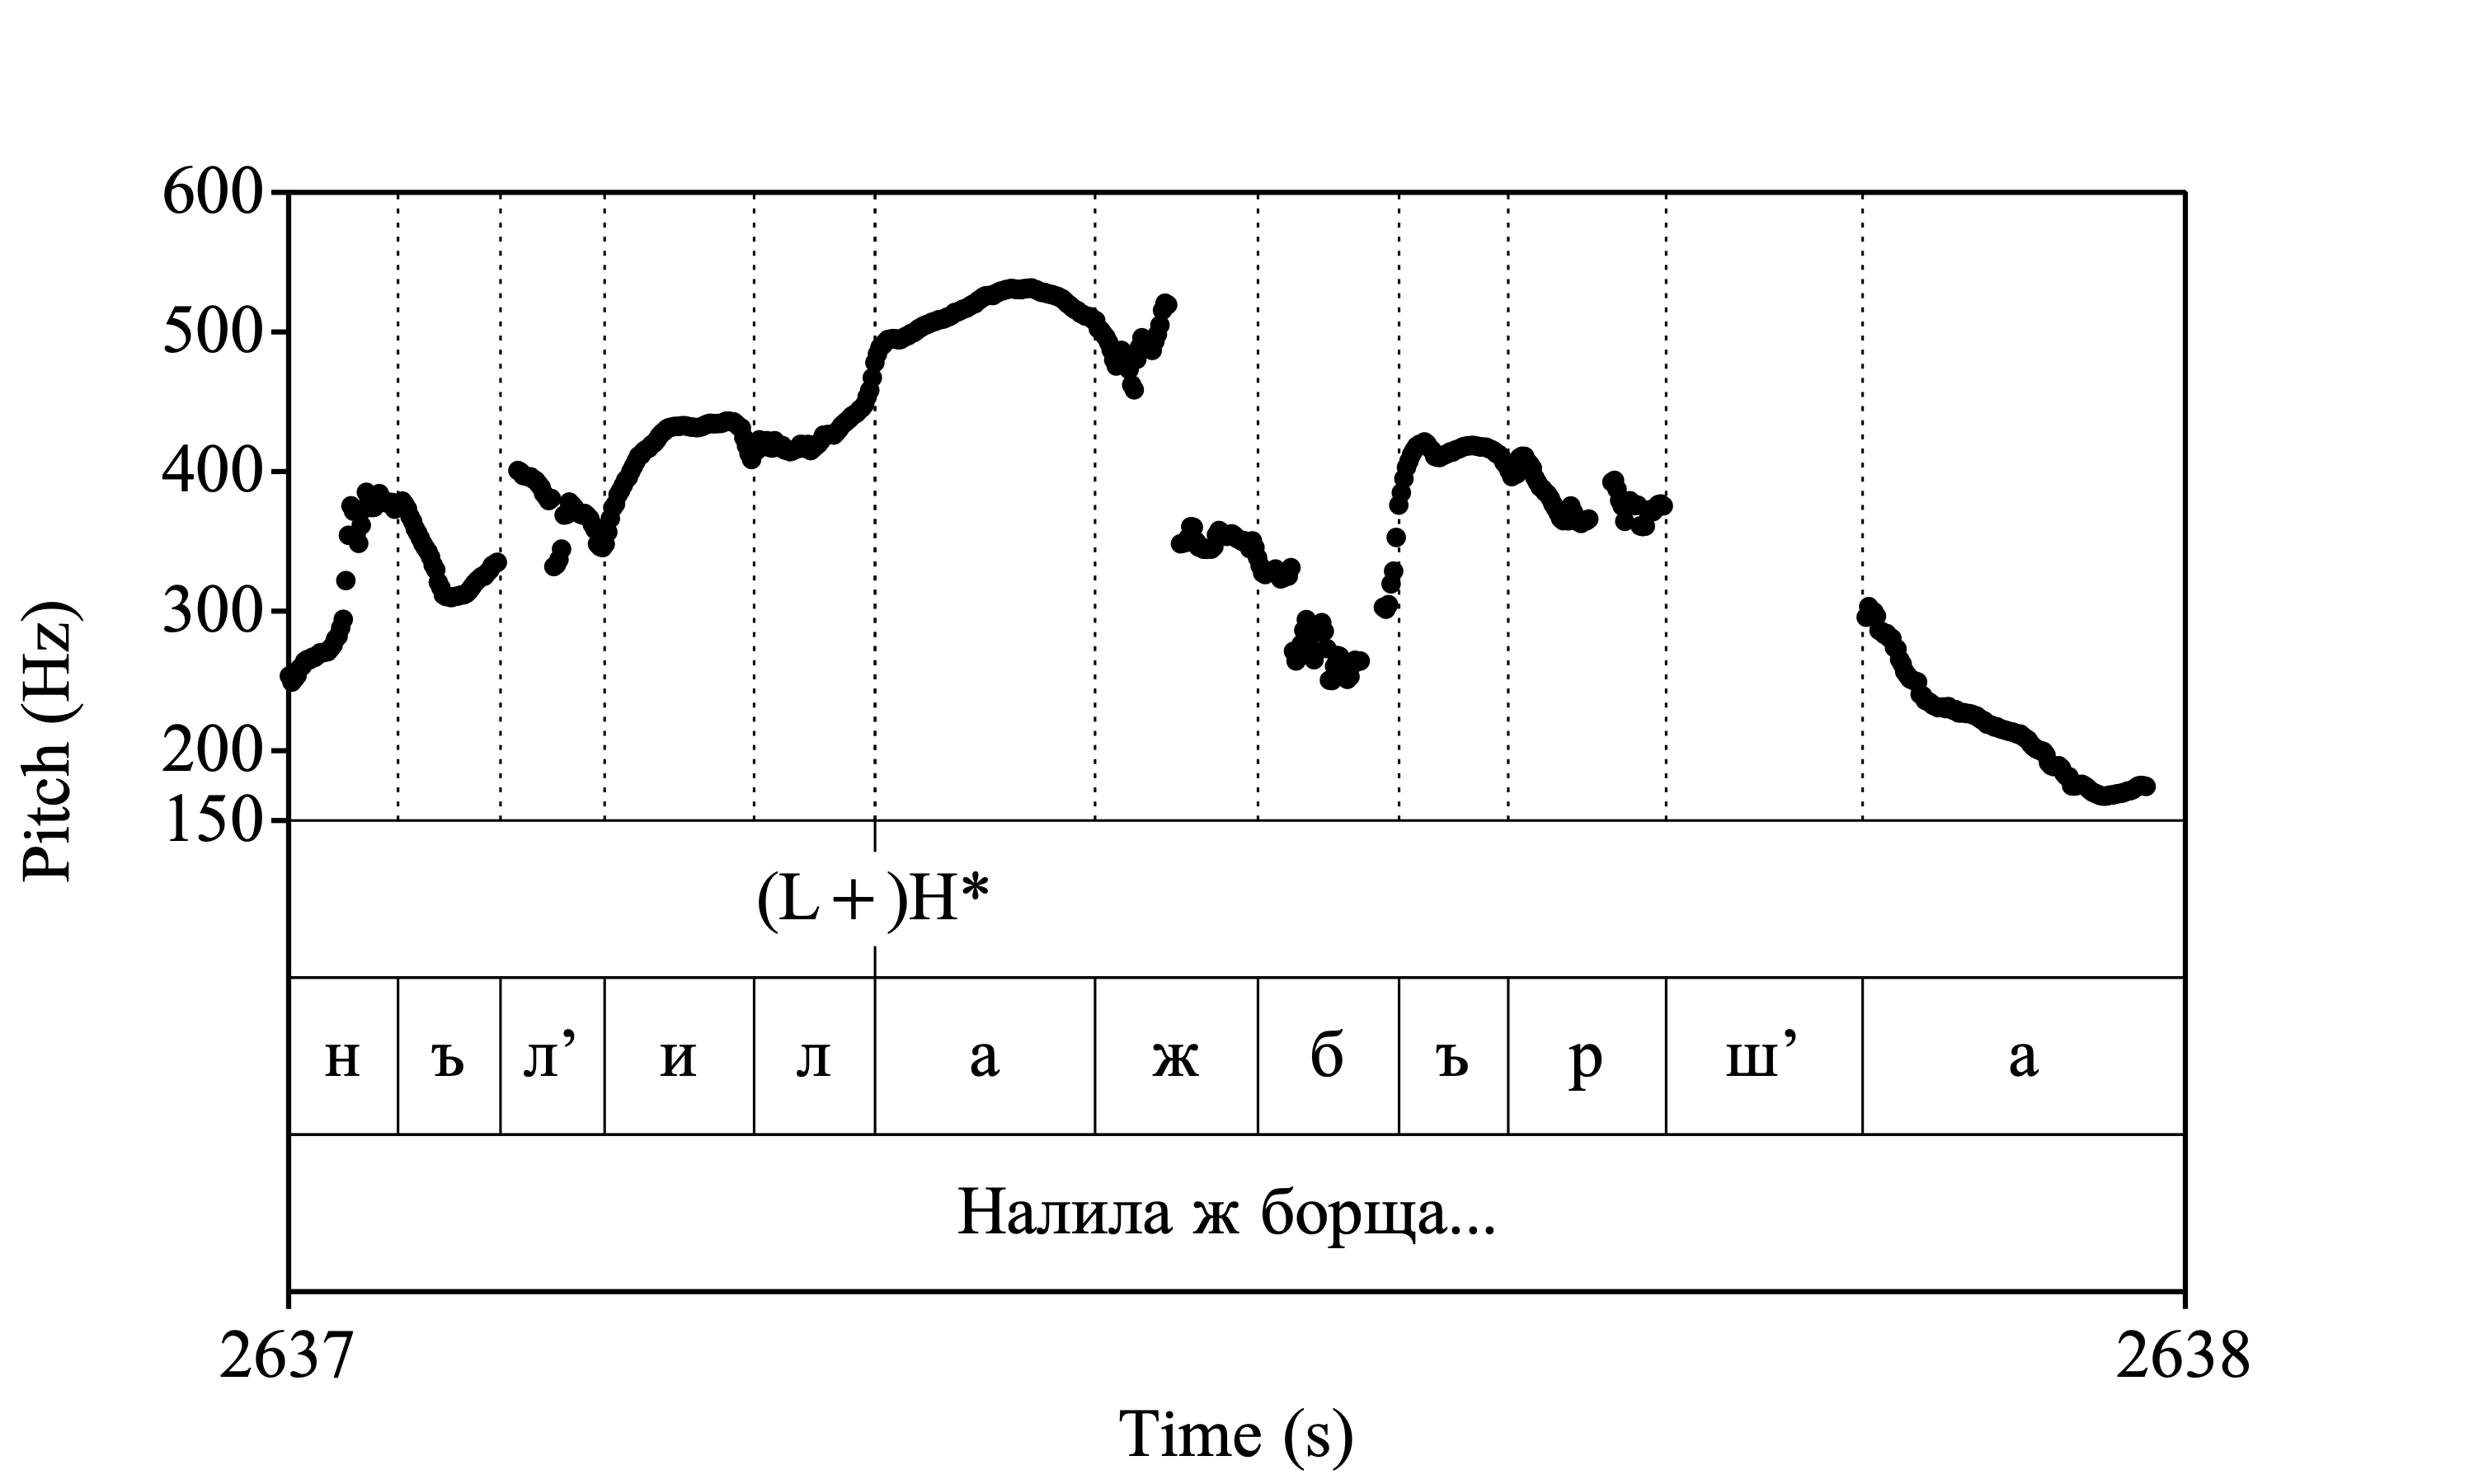 600
500
400
300
200
150
Pitch (Hz)
(L + )H*
н ъ л’ и л а ж б ъ р ш’ а
Налила ж борща...
2637 2638
Time (s)